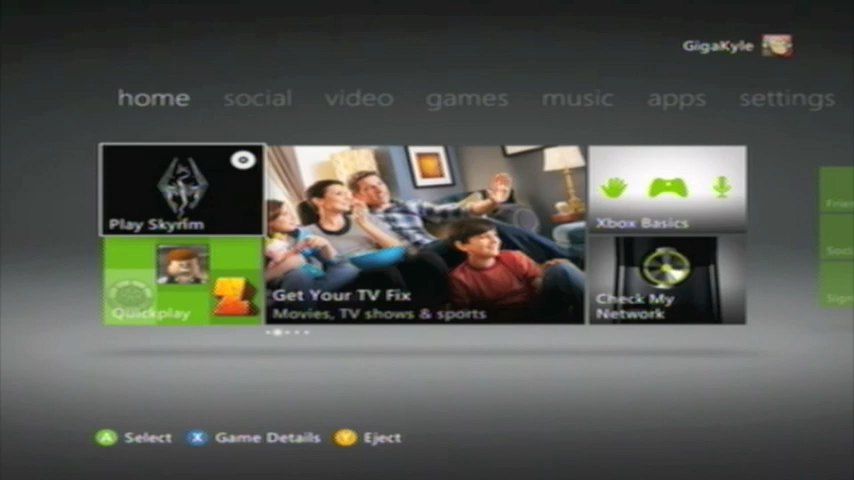 GigaKyle
home social video games music apps settings
Play Skyrim
Quickplay
Get Your TV Fix
Movies, TV shows & sports
Xbox Basics
Check My
Network
A Select X Game Details Y Eject